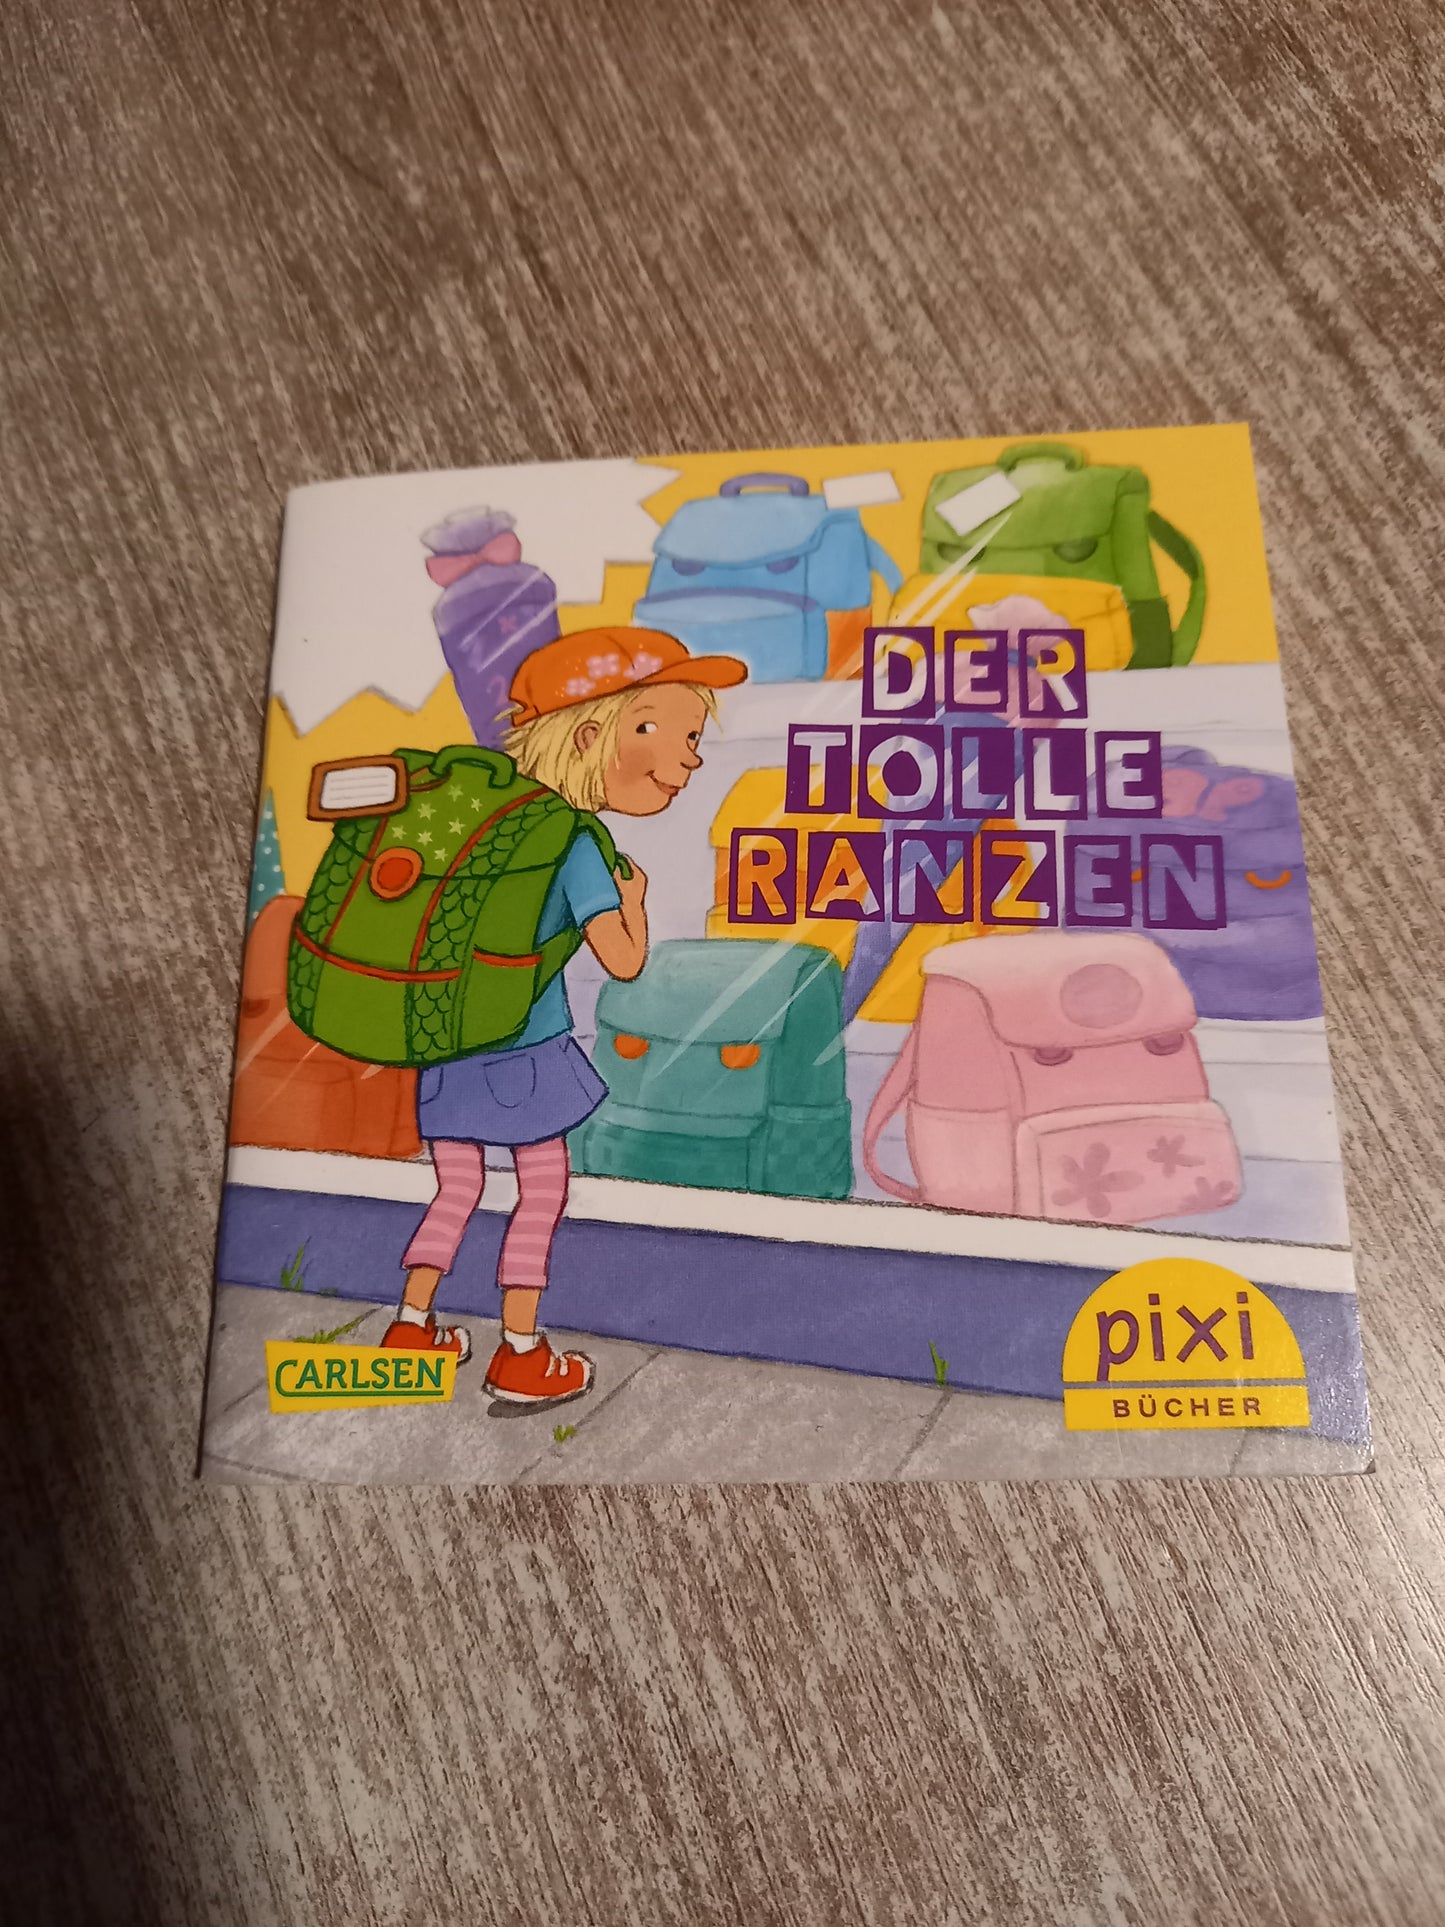 DER
TOLLE
RANZEN
CARLSEN
pixi
BÜCHER